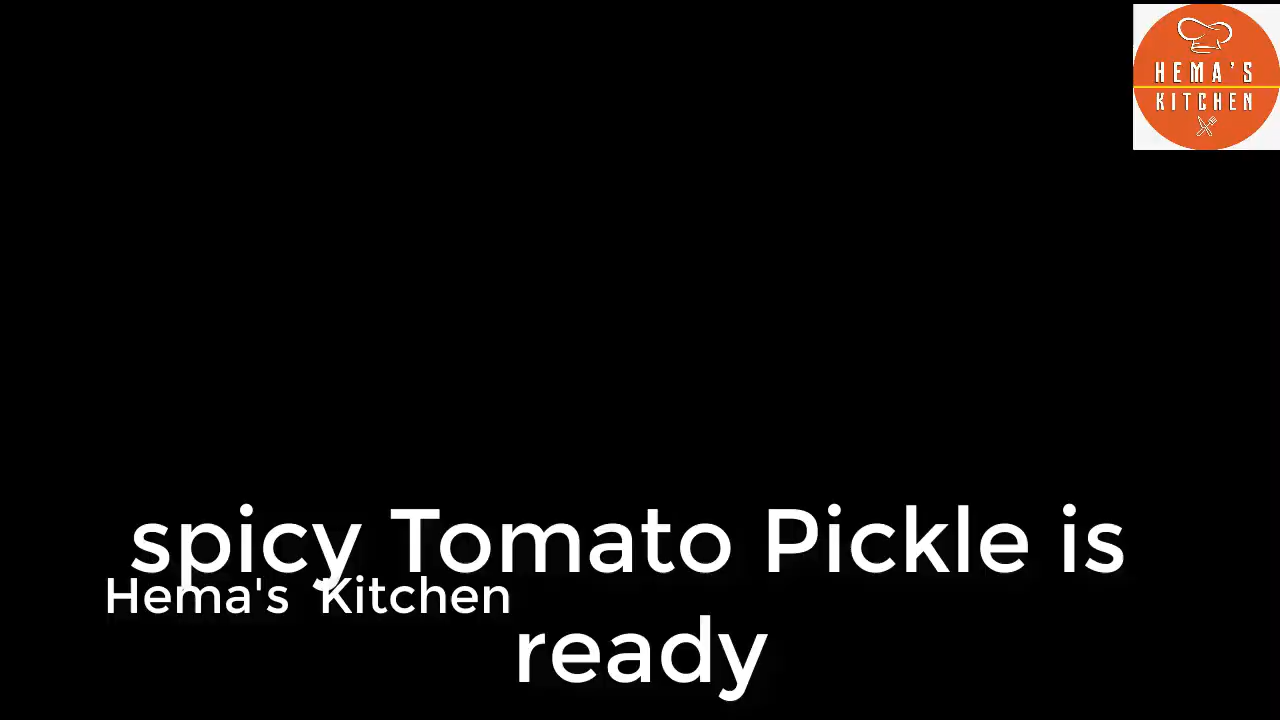 HEMA'S
KITCHEN
spicy Tomato Pickle is
Hema's Kitchen
ready